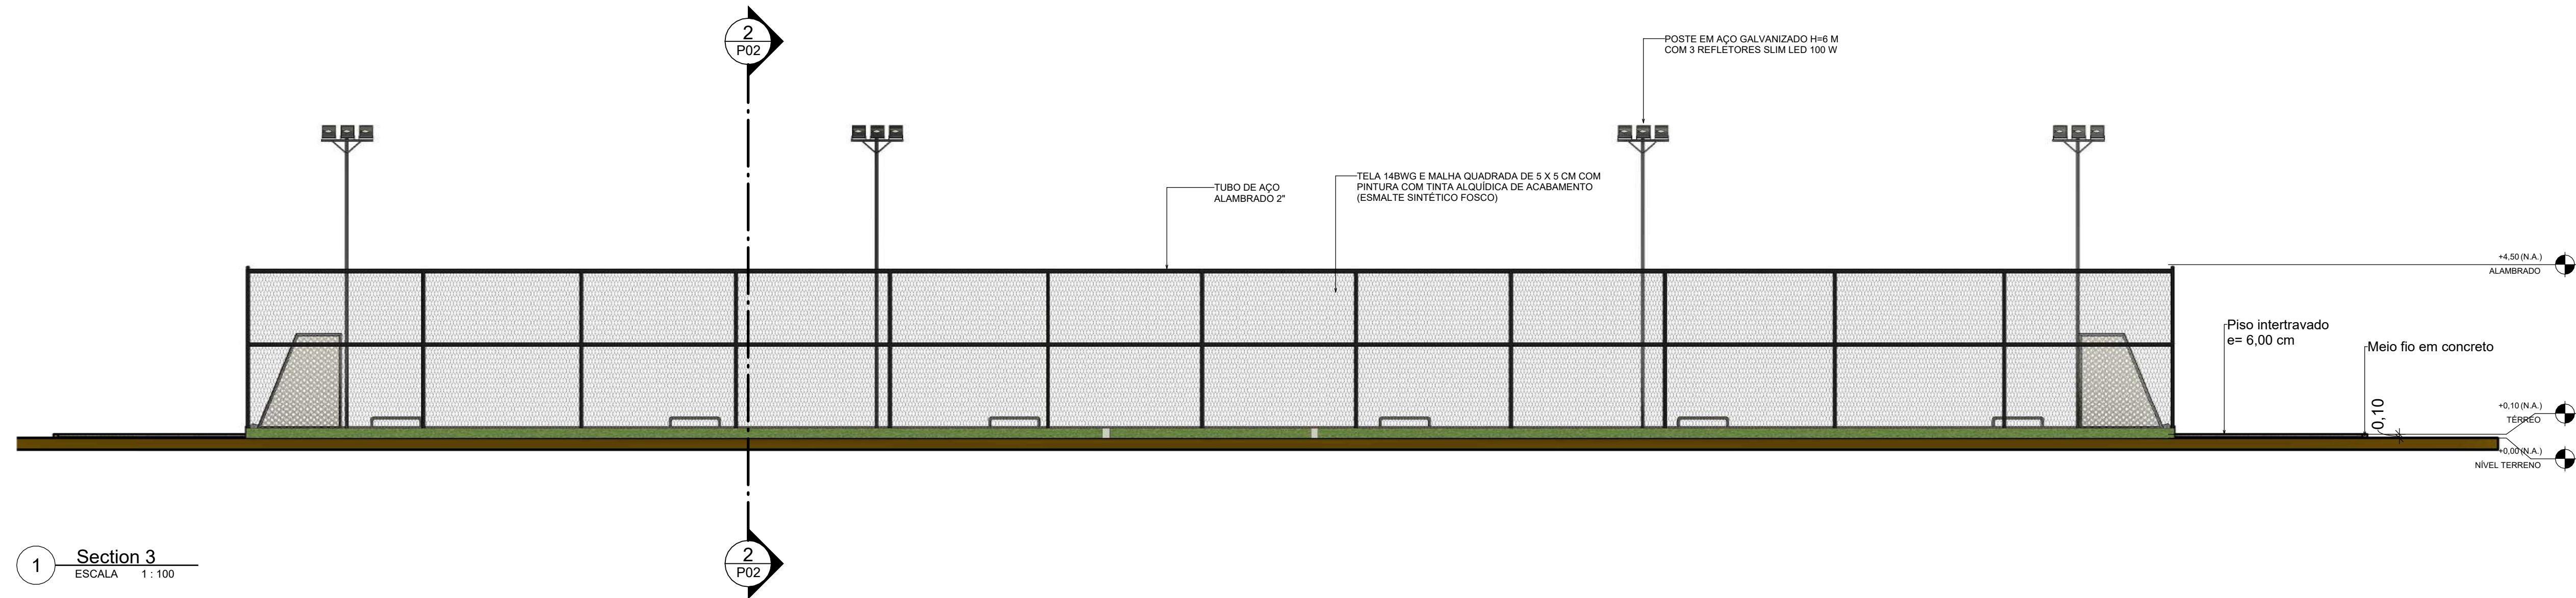 2
P02
POSTE EM AÇO GALVANIZADO H=6 M
COM 3 REFLETORES SLIM LED 100 W
TUBO DE AÇO
ALAMBRADO 2"
TELA 14BWG E MALHA QUADRADA DE 5 X 5 CM COM
PINTURA COM TINTA ALQUÍDICA DE ACABAMENTO
(ESMALTE SINTÉTICO FOSCO)
+4,50 (N.A.)
ALAMBRADO
Piso intertravado
e= 6,00 cm
Meio fio em concreto
0,10
+0,10 (N.A.)
TÉRREO
+0,00 (N.A.)
NÍVEL TERRENO
1
Section 3
ESCALA 1 : 100
2
P02